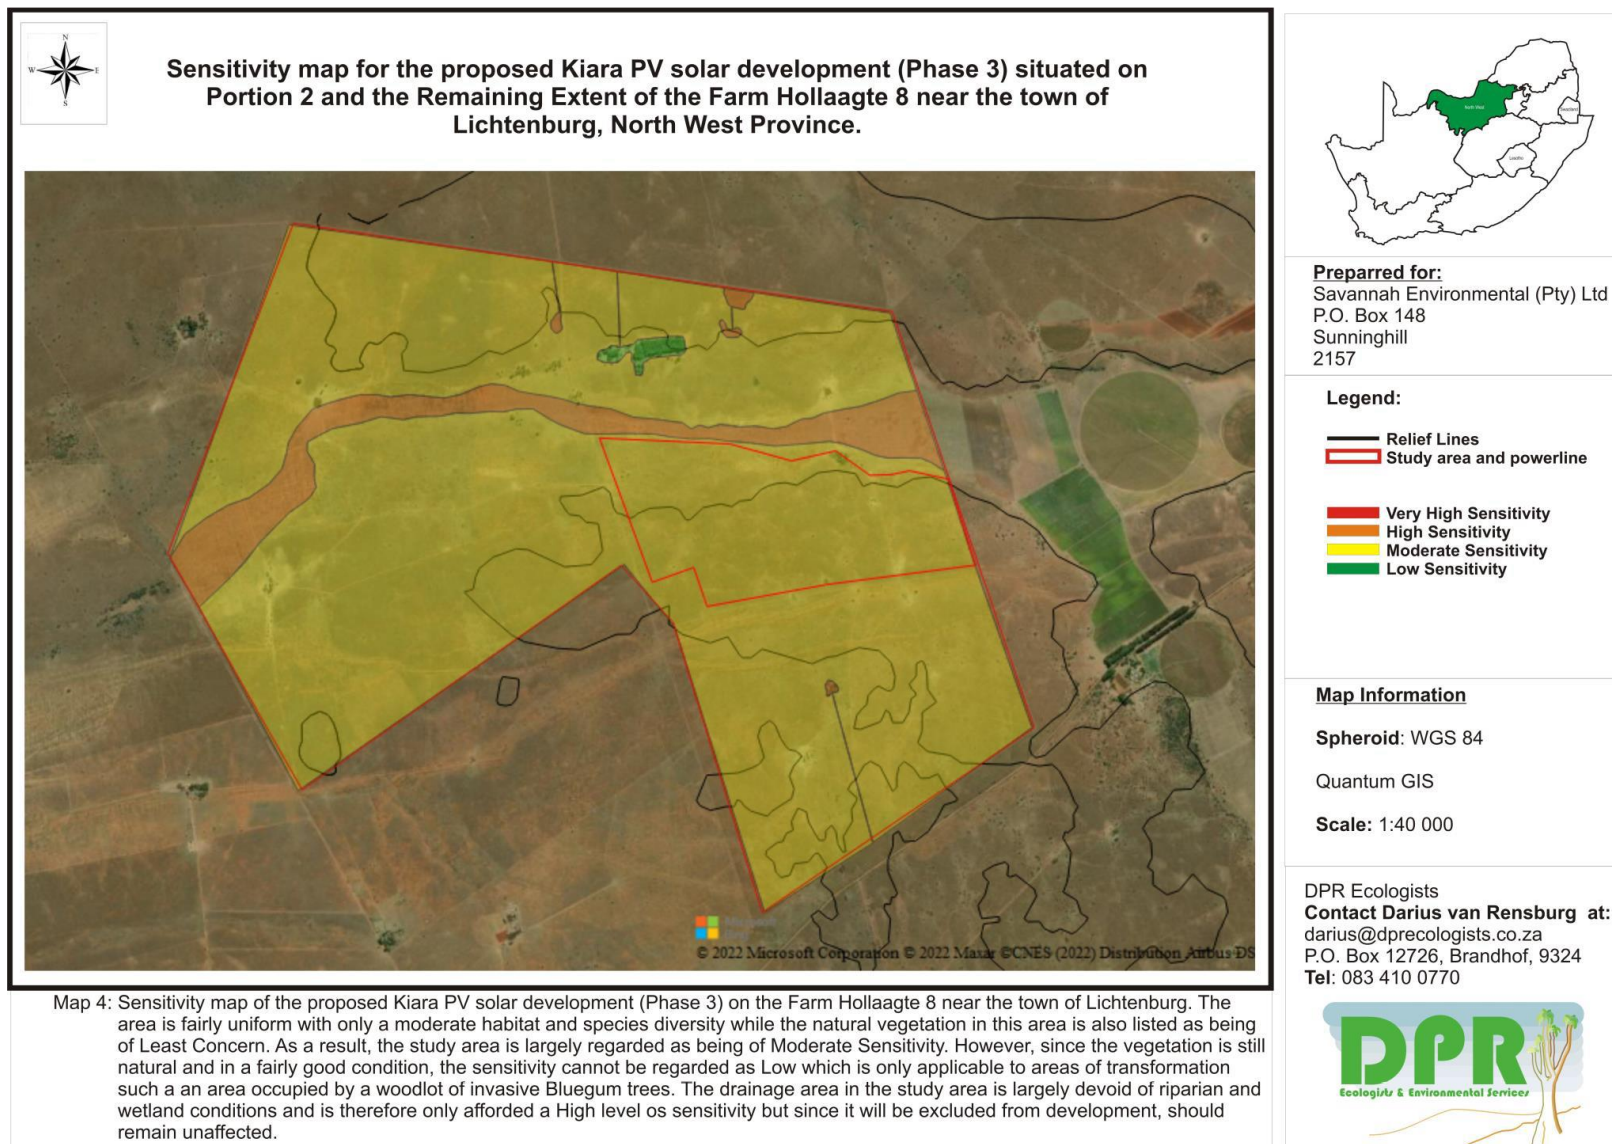 N
W E
S
Sensitivity map for the proposed Kiara PV solar development (Phase 3) situated on
Portion 2 and the Remaining Extent of the Farm Hollaagte 8 near the town of
Lichtenburg, North West Province.
North West
Swaziland
Lesotho
Preparred for:
Savannah Environmental (Pty) Ltd
P.O. Box 148
Sunninghill
2157
Legend:
Relief Lines
Study area and powerline
Very High Sensitivity
High Sensitivity
Moderate Sensitivity
Low Sensitivity
Map Information
Spheroid: WGS 84
Quantum GIS
Scale: 1:40 000
DPR Ecologists
Contact Darius van Rensburg at:
darius@dprecologists.co.za
P.O. Box 12726, Brandhof, 9324
Tel: 083 410 0770
DPR
Ecologists & Environmental Services
© 2022 Microsoft Corporation © 2022 Maxar ©CNES (2022) Distribution Airbus DS
Map 4: Sensitivity map of the proposed Kiara PV solar development (Phase 3) on the Farm Hollaagte 8 near the town of Lichtenburg. The
area is fairly uniform with only a moderate habitat and species diversity while the natural vegetation in this area is also listed as being
of Least Concern. As a result, the study area is largely regarded as being of Moderate Sensitivity. However, since the vegetation is still
natural and in a fairly good condition, the sensitivity cannot be regarded as Low which is only applicable to areas of transformation
such a an area occupied by a woodlot of invasive Bluegum trees. The drainage area in the study area is largely devoid of riparian and
wetland conditions and is therefore only afforded a High level os sensitivity but since it will be excluded from development, should
remain unaffected.